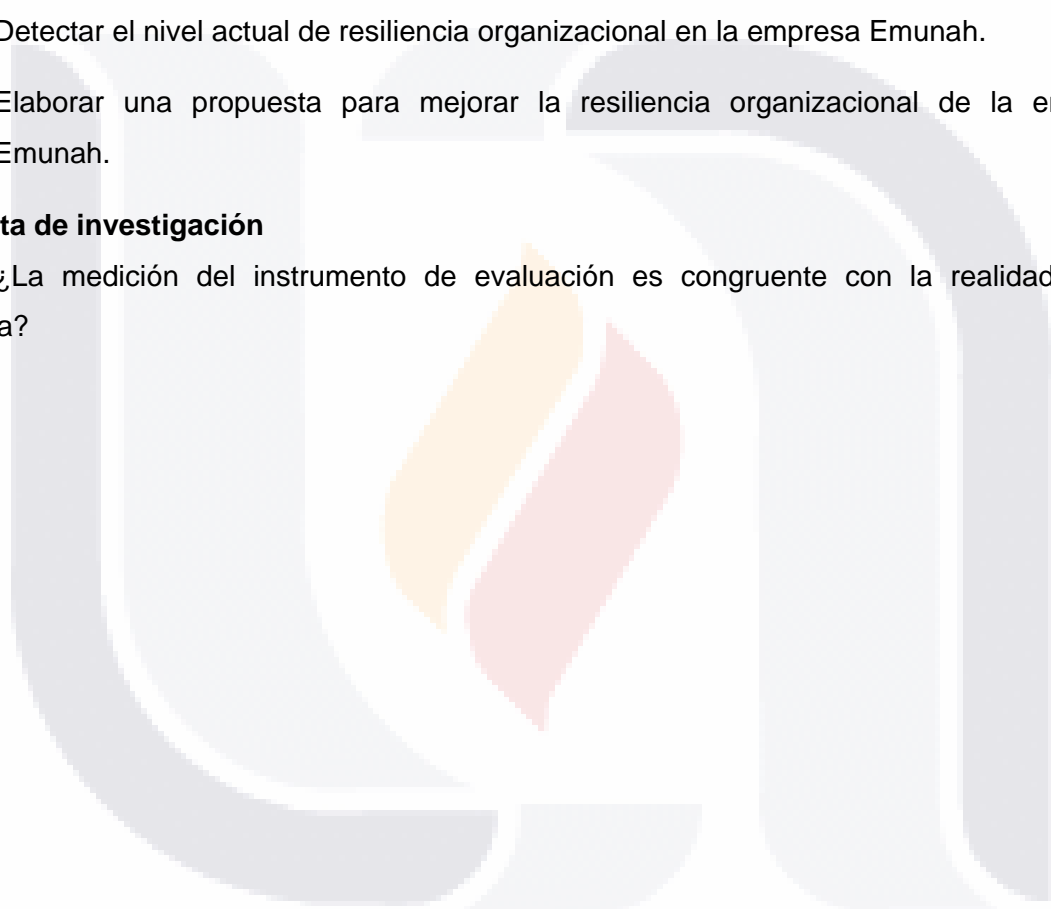 Detectar el nivel actual de resiliencia organizacional en la empresa Emunah.
Elaborar una propuesta para mejorar la resiliencia organizacional de la
Emunah.
ta de investigación
¿La medición del instrumento de evaluación es congruente con la realidad
a?